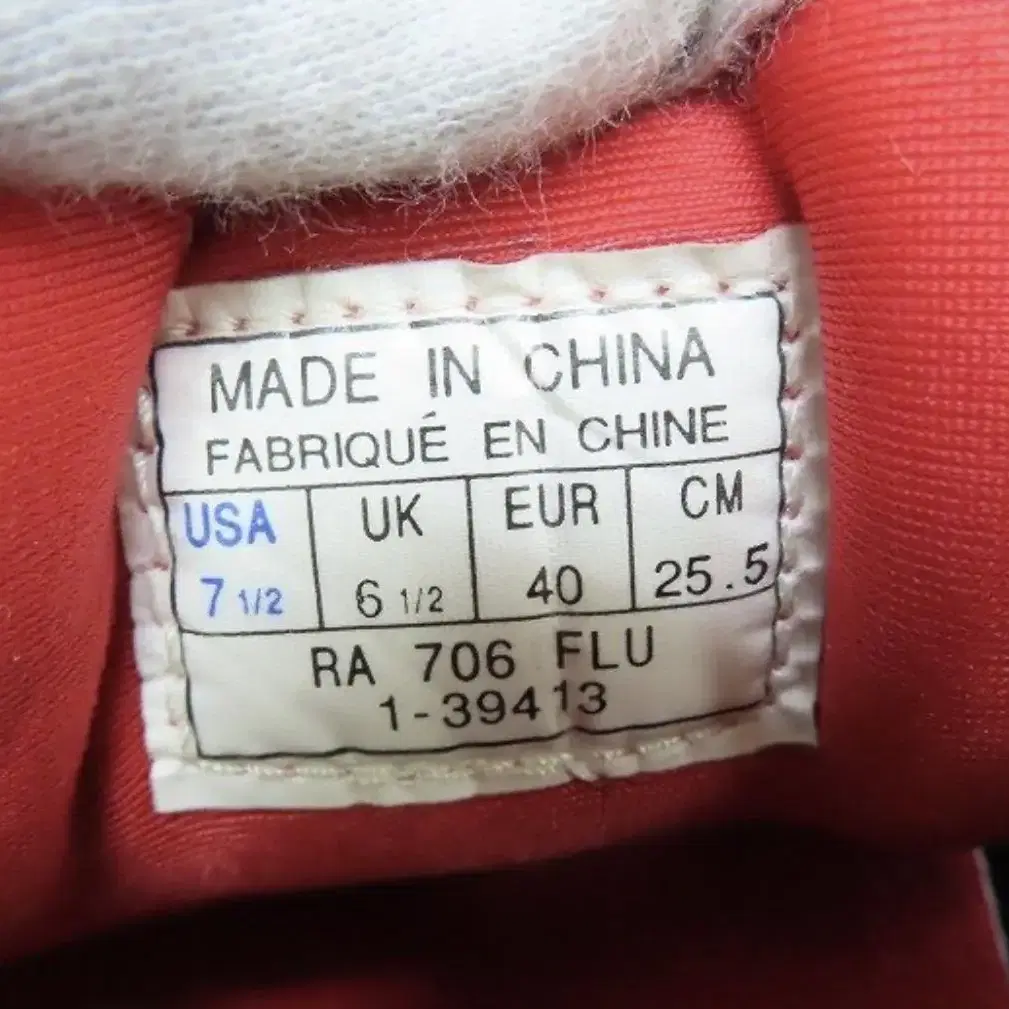 MADE IN CHINA
FABRIQUÉ EN CHINE
USA UK EUR CM
7 1/2 6 1/2 40 25.5
RA 706 FLU
1-39413